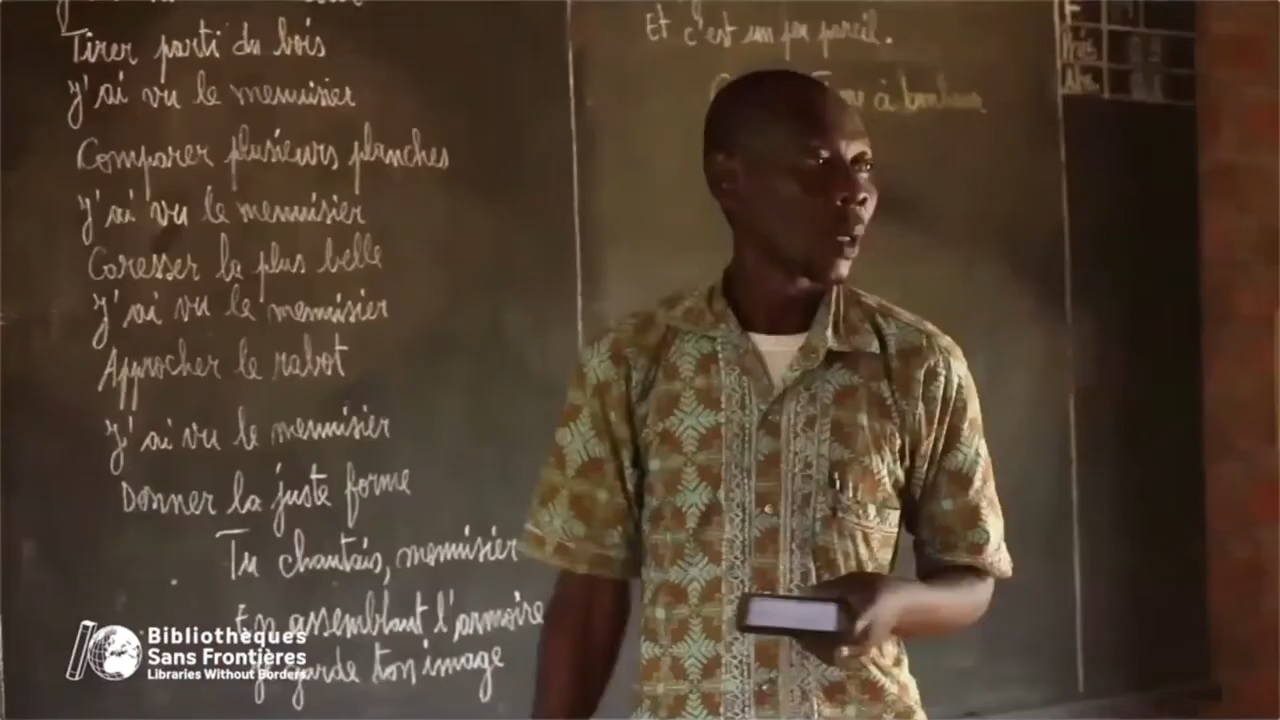 Tirer parti du bois
J'ai vu le menuisier
Comparer plusieurs planches
J'ai vu le menuisier
Caresser la plus belle
J'ai vu le menuisier
Approcher le rabot
J'ai vu le menuisier
Donner la juste forme
Tu chantais, menuisier
En assemblant l'armoire
garde ton image
Et c'est un peu pareil.
à bonheur
Prés
Abs
Bibliothèques
Sans Frontières
Libraries Without Borders